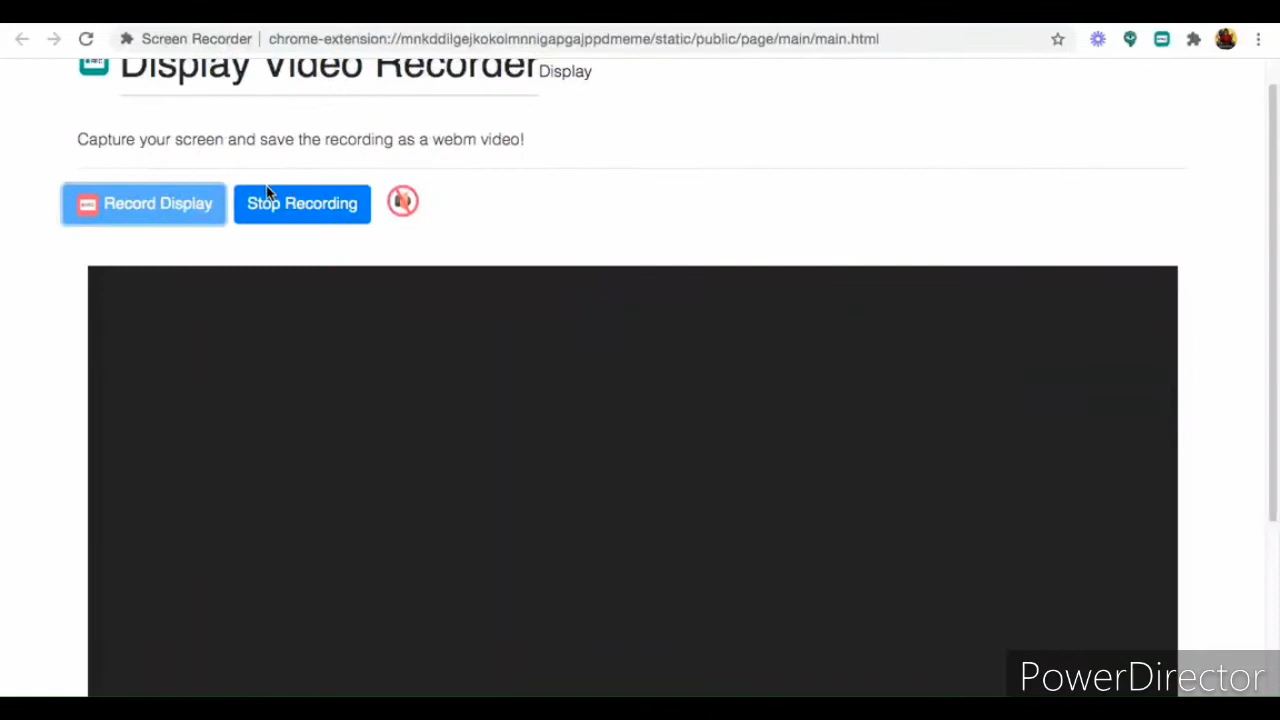 Screen Recorder | chrome-extension://mnkddilgejkokolmnnigapgajppdmeme/static/public/page/main/main.html
Display Video Recorder Display
Capture your screen and save the recording as a webm video!
Record Display Stop Recording
PowerDirector